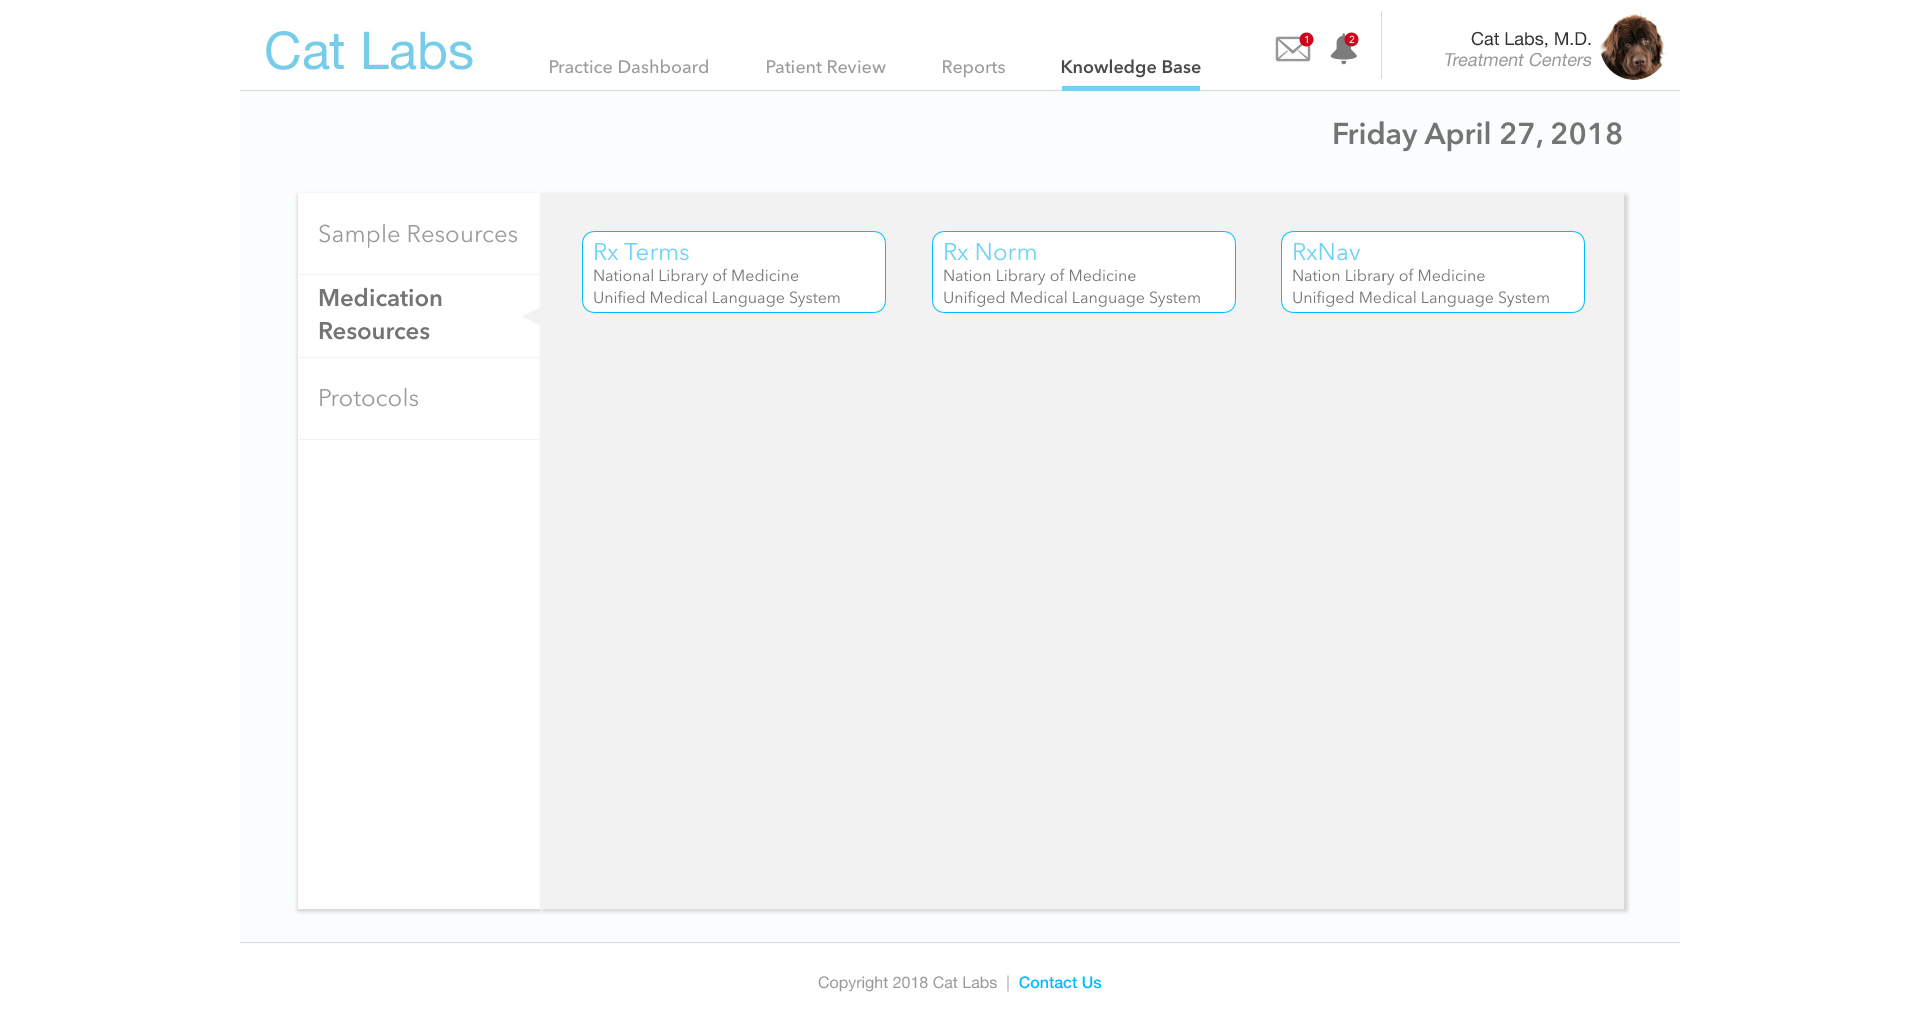 Cat Labs
Practice Dashboard
Patient Review
Reports
Knowledge Base
1
2
Cat Labs, M.D.
Treatment Centers
Friday April 27, 2018
Sample Resources
Medication
Resources
Protocols
Rx Terms
National Library of Medicine
Unified Medical Language System
Rx Norm
Nation Library of Medicine
Unifiged Medical Language System
RxNav
Nation Library of Medicine
Unifiged Medical Language System
Copyright 2018 Cat Labs | Contact Us